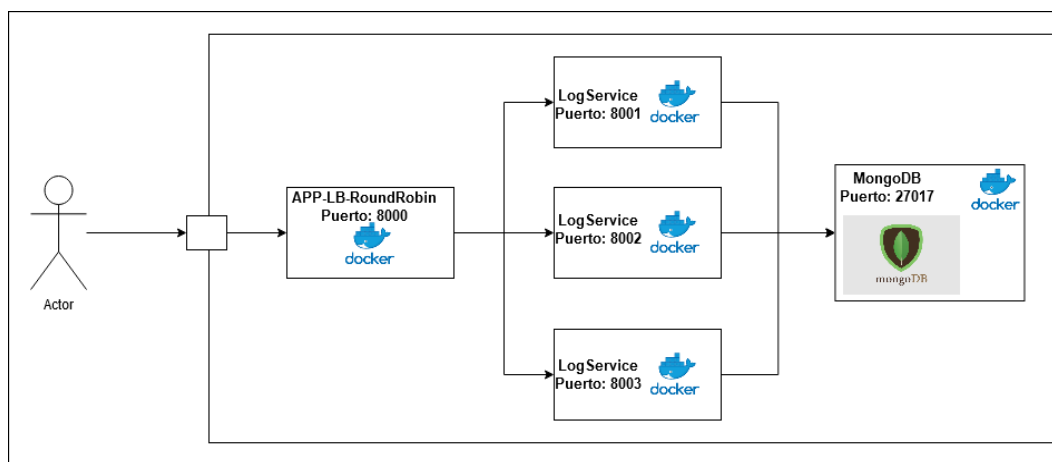 LogService
Puerto: 8001
docker
APP-LB-RoundRobin
Puerto: 8000
docker
LogService
Puerto: 8002
docker
LogService
Puerto: 8003
docker
MongoDB
Puerto: 27017
docker
mongoDB
Actor